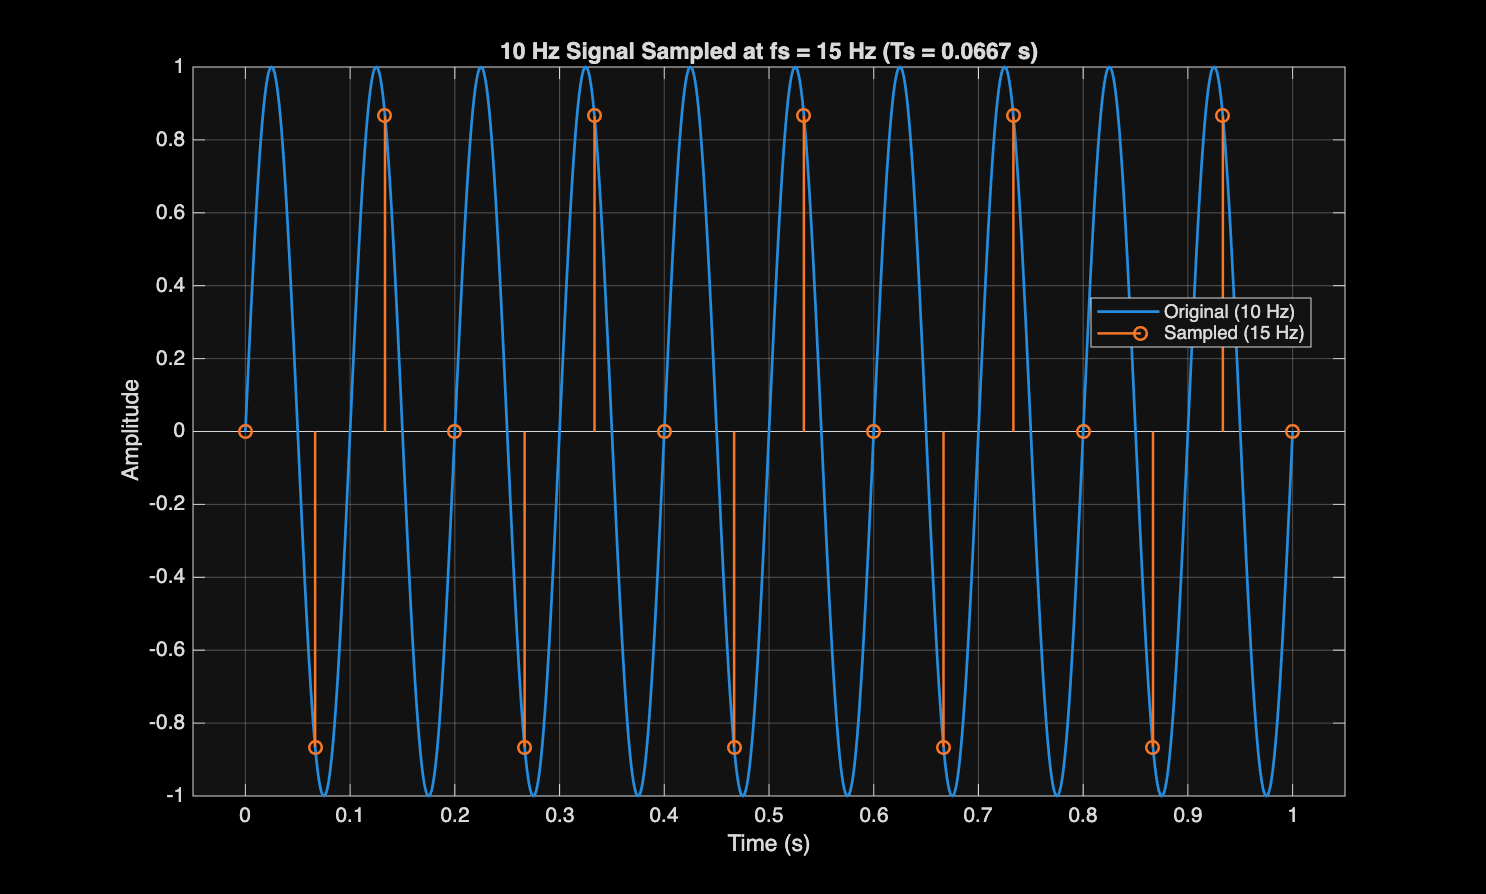 10 Hz Signal Sampled at fs = 15 Hz (Ts = 0.0667 s)
1
0.8
0.6
0.4
0.2
0
-0.2
-0.4
-0.6
-0.8
-1
Amplitude
Original (10 Hz)
Sampled (15 Hz)
0 0.1 0.2 0.3 0.4 0.5 0.6 0.7 0.8 0.9 1
Time (s)